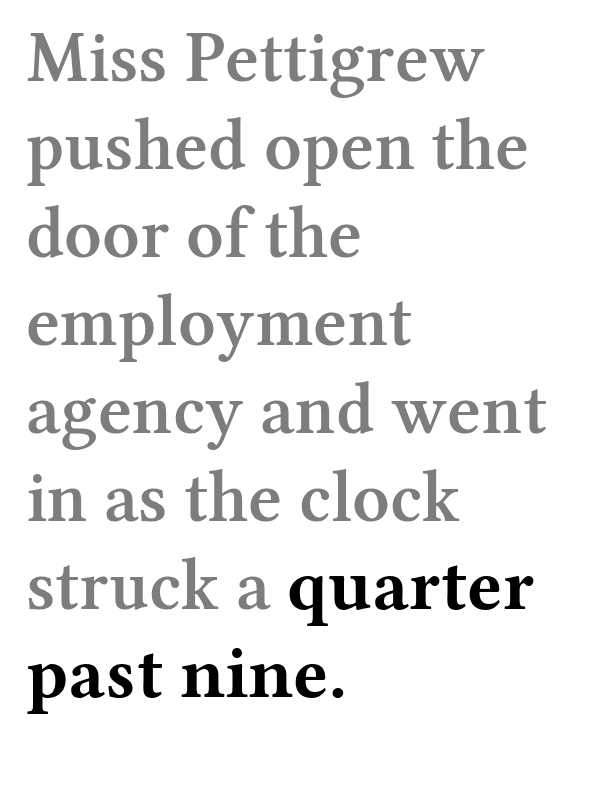 Miss Pettigrew
pushed open the
door of the
employment
agency and went
in as the clock
struck a quarter
past nine.